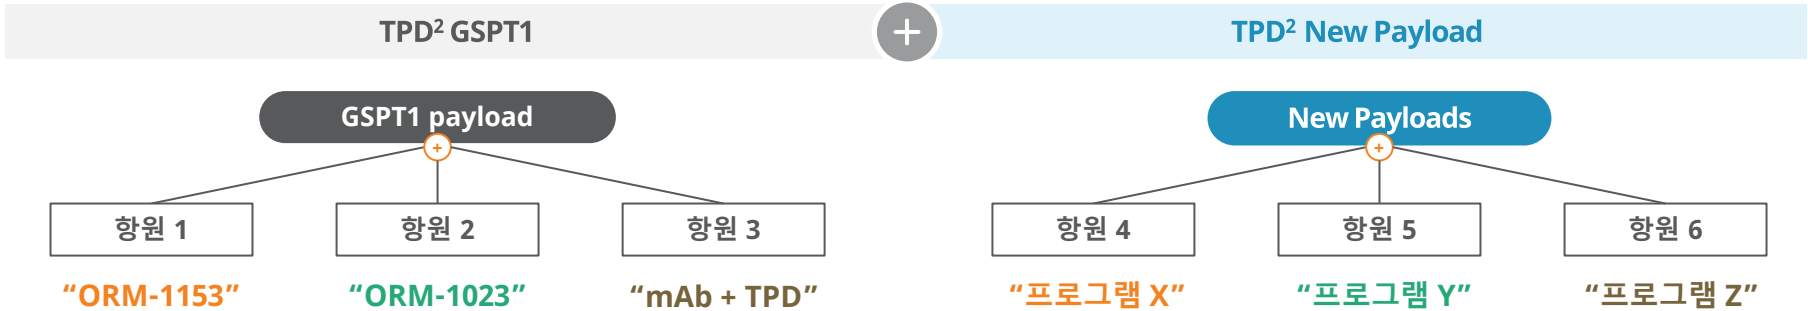 TPD² GSPT1
+
TPD² New Payload
GSPT1 payload
+
항원 1
항원 2
항원 3
“ORM-1153”
“ORM-1023”
“mAb + TPD”
New Payloads
+
항원 4
항원 5
항원 6
“프로그램 X”
“프로그램 Y”
“프로그램 Z”